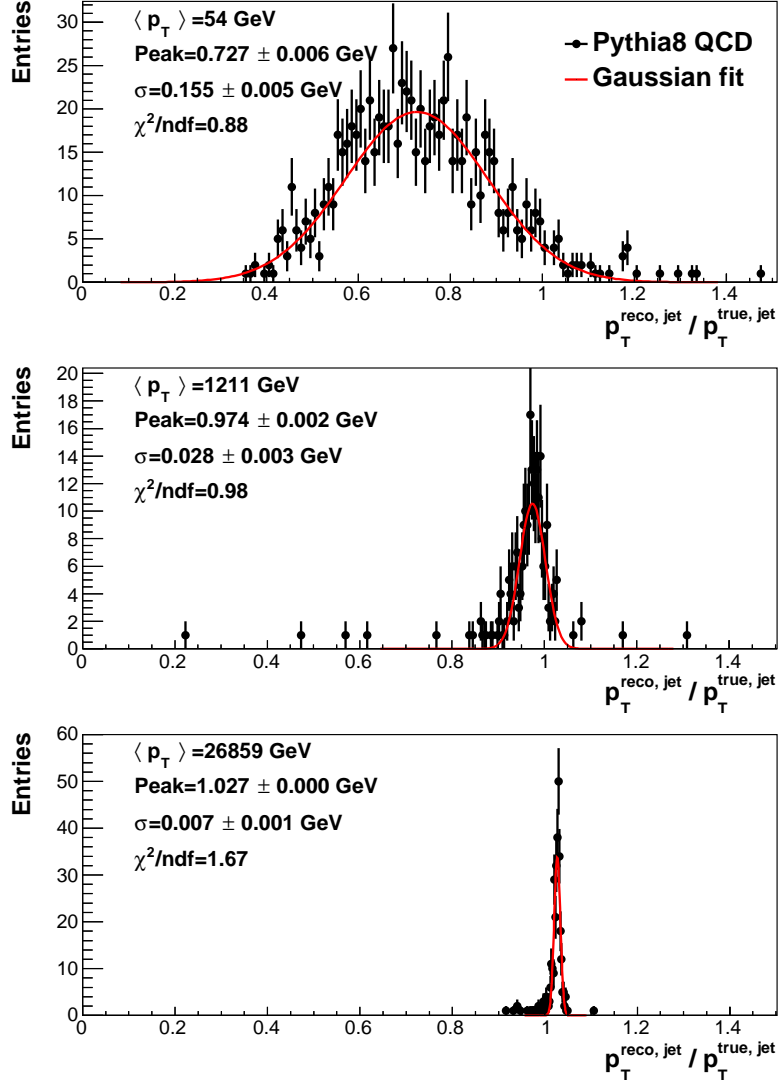 Entries
30
25
20
15
10
5
0
⟨ p_T ⟩=54 GeV
Peak=0.727 ± 0.006 GeV
σ=0.155 ± 0.005 GeV
χ²/ndf=0.88
Pythia8 QCD
Gaussian fit
0 0.2 0.4 0.6 0.8 1 1.2 1.4
p_T^reco, jet / p_T^true, jet
Entries
20
18
16
14
12
10
8
6
4
2
0
⟨ p_T ⟩=1211 GeV
Peak=0.974 ± 0.002 GeV
σ=0.028 ± 0.003 GeV
χ²/ndf=0.98
0 0.2 0.4 0.6 0.8 1 1.2 1.4
p_T^reco, jet / p_T^true, jet
Entries
60
50
40
30
20
10
0
⟨ p_T ⟩=26859 GeV
Peak=1.027 ± 0.000 GeV
σ=0.007 ± 0.001 GeV
χ²/ndf=1.67
0 0.2 0.4 0.6 0.8 1 1.2 1.4
p_T^reco, jet / p_T^true, jet